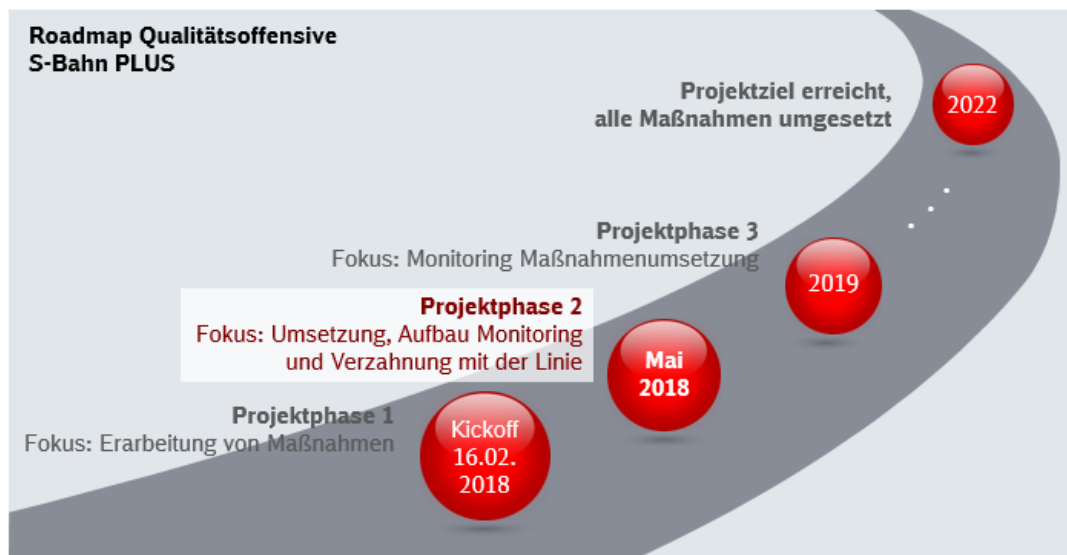 Roadmap Qualitätsoffensive
S-Bahn PLUS
Projektziel erreicht,
alle Maßnahmen umgesetzt
2022
Projektphase 3
Fokus: Monitoring Maßnahmenumsetzung
2019
Projektphase 2
Fokus: Umsetzung, Aufbau Monitoring
und Verzahnung mit der Linie
Mai
2018
Projektphase 1
Fokus: Erarbeitung von Maßnahmen
Kickoff
16.02.
2018